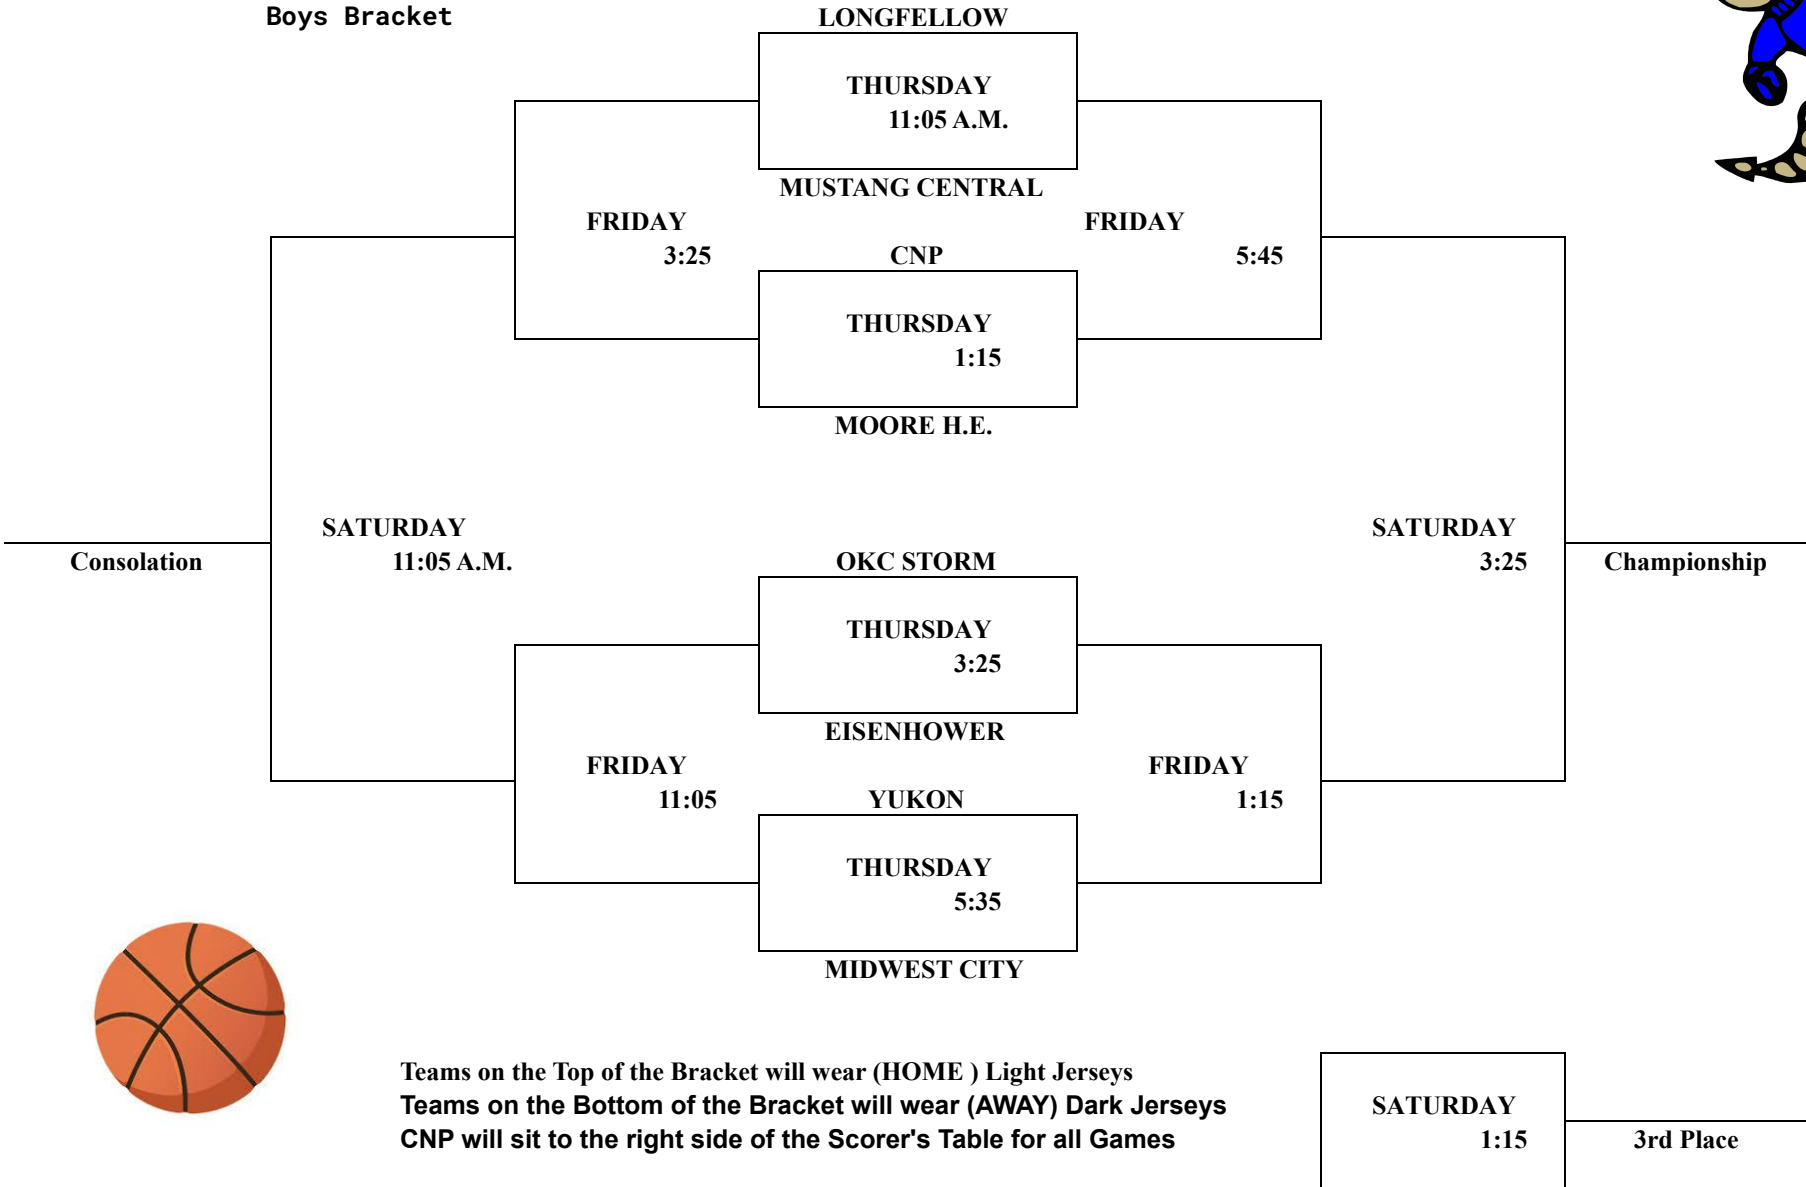 Boys Bracket
LONGFELLOW
THURSDAY
11:05 A.M.
MUSTANG CENTRAL
FRIDAY
3:25
FRIDAY
5:45
CNP
THURSDAY
1:15
MOORE H.E.
SATURDAY
11:05 A.M.
Consolation
SATURDAY
3:25
Championship
OKC STORM
THURSDAY
3:25
EISENHOWER
FRIDAY
11:05
FRIDAY
1:15
YUKON
THURSDAY
5:35
MIDWEST CITY
Teams on the Top of the Bracket will wear (HOME ) Light Jerseys
Teams on the Bottom of the Bracket will wear (AWAY) Dark Jerseys
CNP will sit to the right side of the Scorer's Table for all Games
SATURDAY
1:15
3rd Place